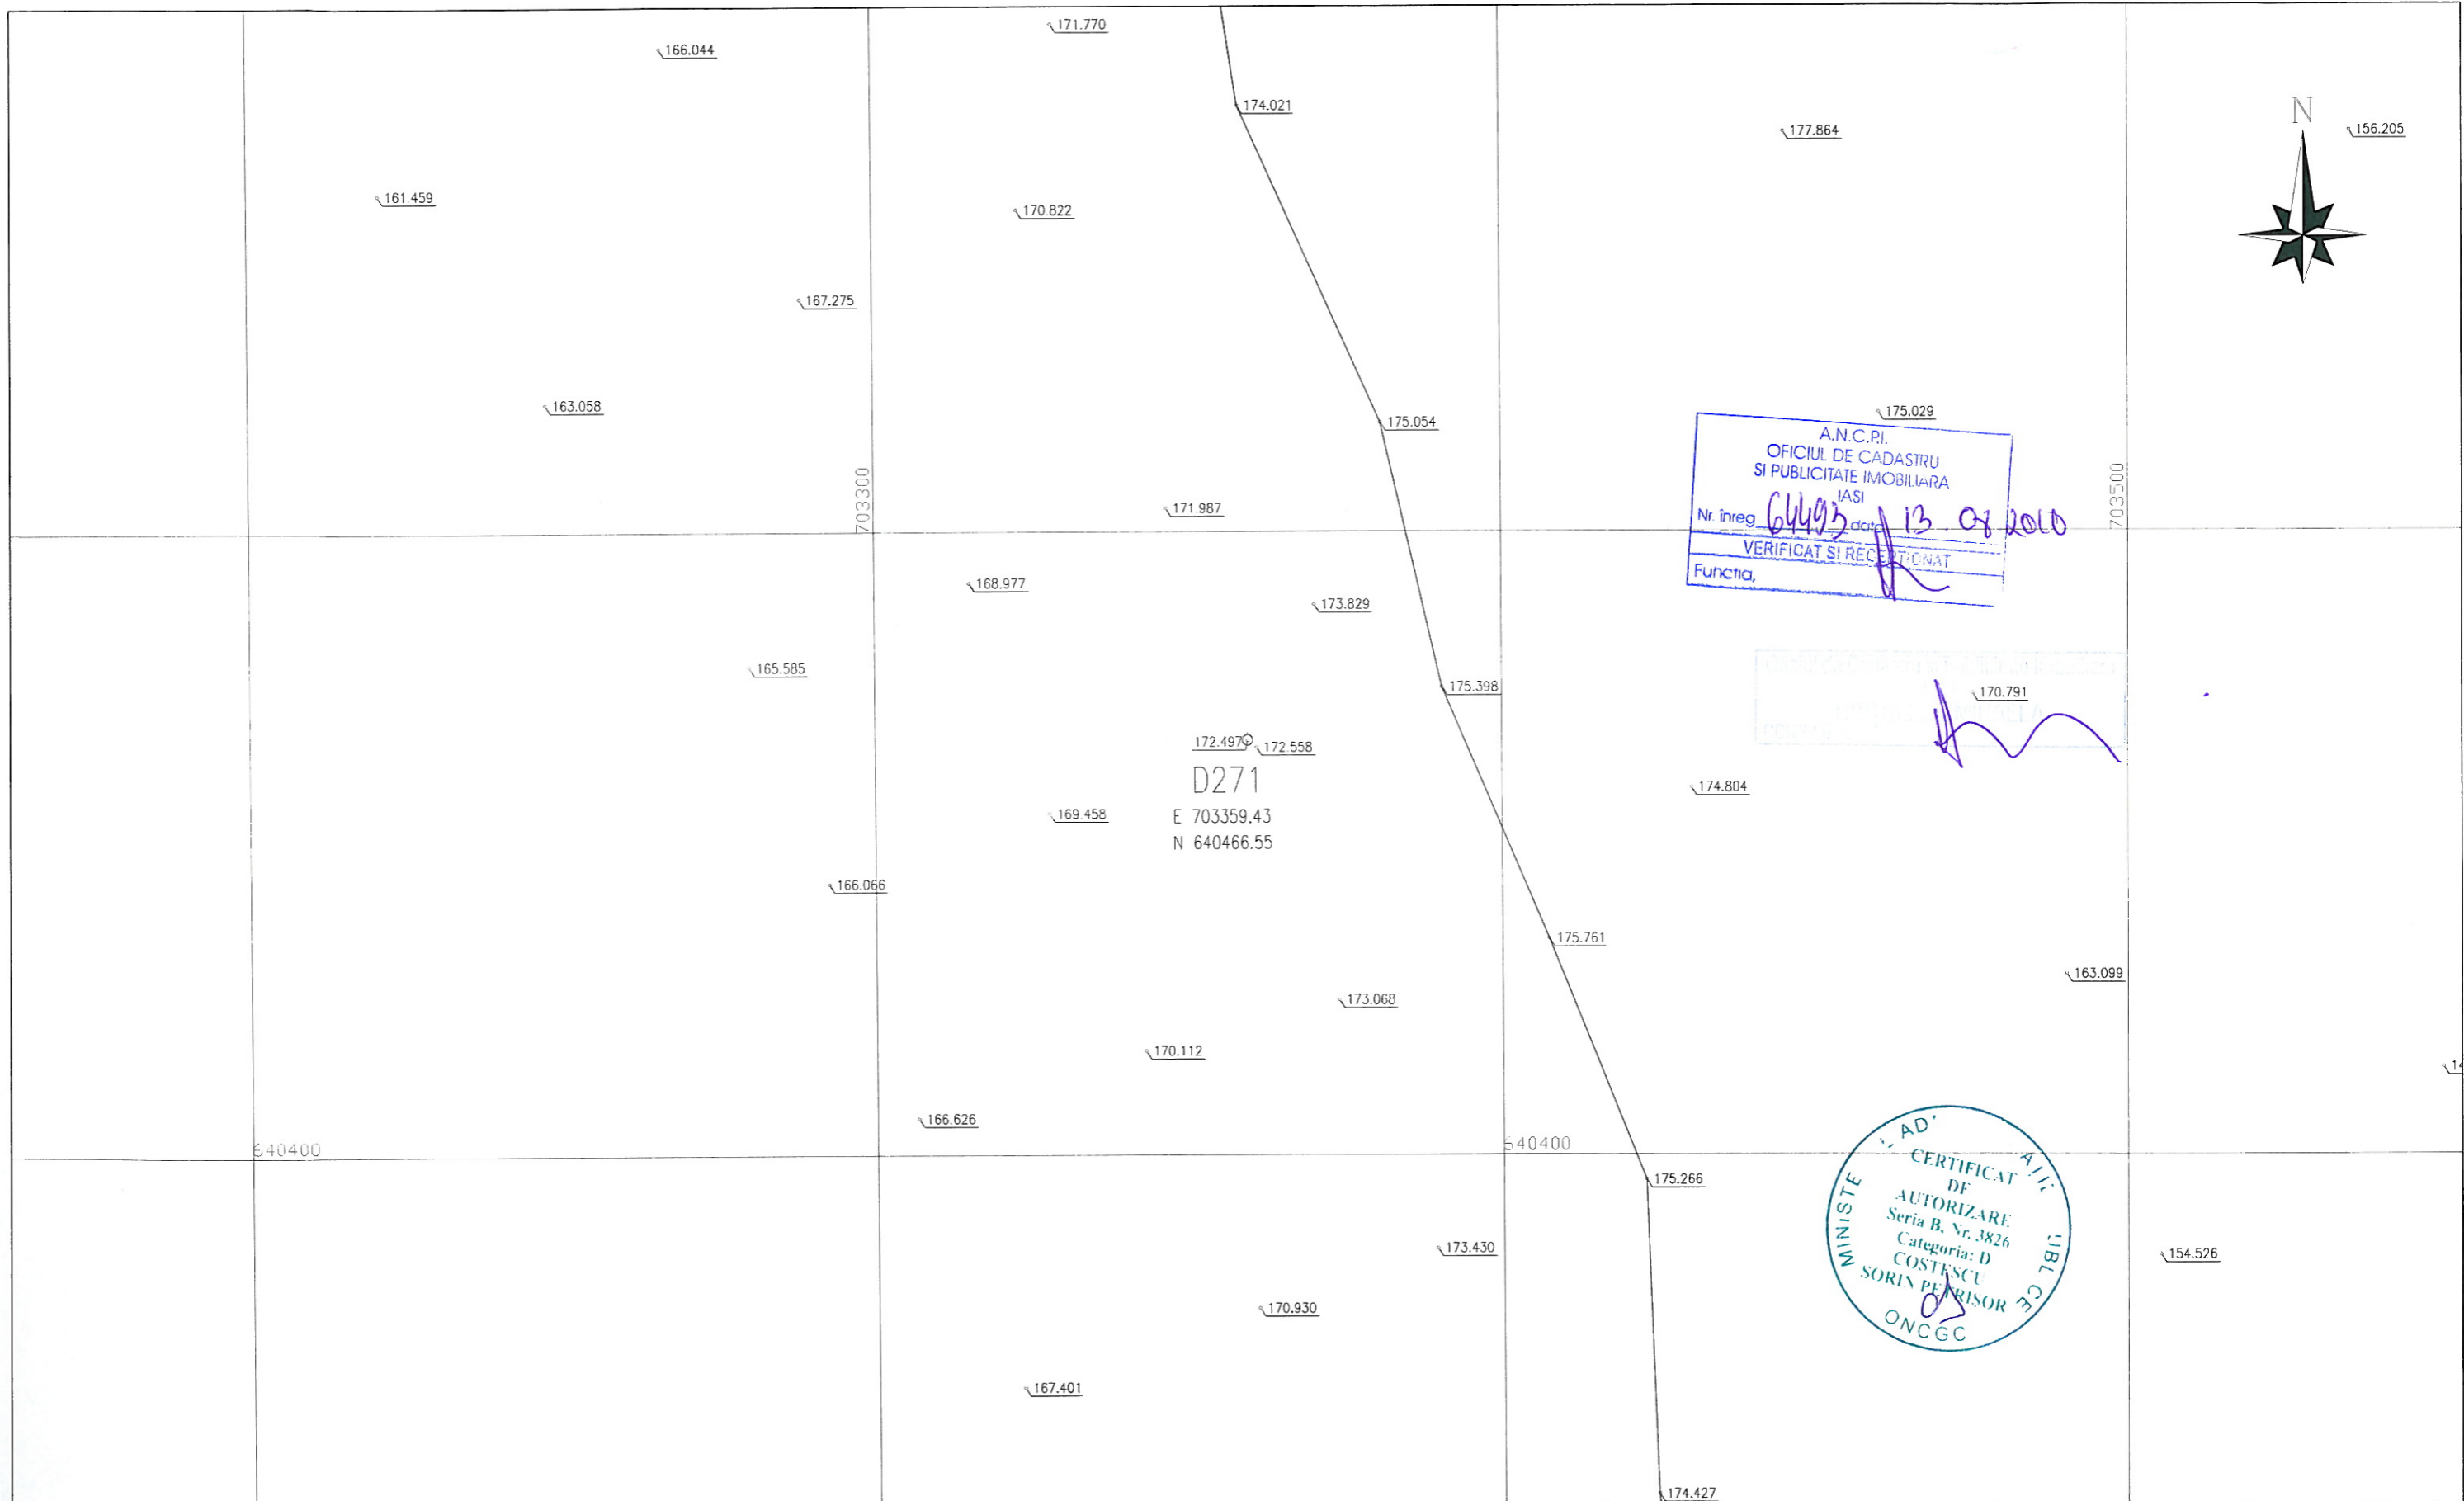 171.770
166.044
174.021
177.864
N
156.205
161.459
170.822
167.275
163.058
175.054
175.029
703300
703500
171.987
A.N.C.P.I.
OFICIUL DE CADASTRU
SI PUBLICITATE IMOBILIARA
IASI
Nr. înreg 64493 data 13 08 2010
VERIFICAT SI RECEPTIONAT
Functia,
168.977
173.829
165.585
175.398
170.791
172.497
172.558
D271
E 703359.43
N 640466.55
174.804
169.458
166.066
175.761
163.099
173.068
170.112
166.626
640400
640400
175.266
MINISTE
CERTIFICAT
DE
AUTORIZARE
Seria B, Nr. 3826
Categoria: D
COSTESCU
SORIN PETRISOR
ONCGC
173.430
154.526
170.930
167.401
174.427